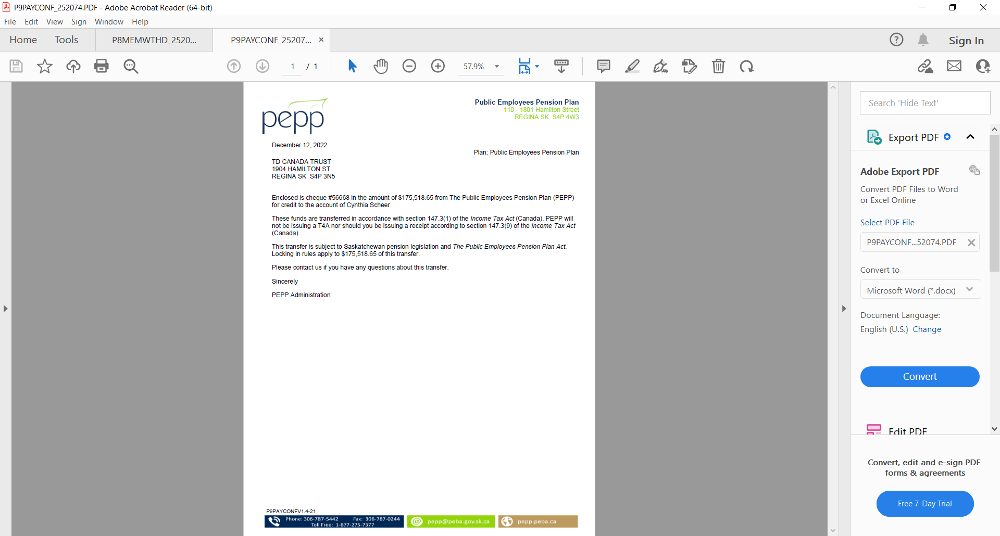 P9PAYCONF_252074.PDF - Adobe Acrobat Reader (64-bit)
File Edit View Sign Window Help
Home Tools P8MEMWTHD_2520... P9PAYCONF_25207... Sign In
1 / 1 57.9%
pepp
Public Employees Pension Plan
110 - 1801 Hamilton Street
REGINA SK S4P 4W3
December 12, 2022
Plan: Public Employees Pension Plan
TD CANADA TRUST
1904 HAMILTON ST
REGINA SK S4P 3N5
Enclosed is cheque #56668 in the amount of $175,518.65 from The Public Employees Pension Plan (PEPP)
for credit to the account of Cynthia Scheer.
These funds are transferred in accordance with section 147.3(1) of the Income Tax Act (Canada). PEPP will
not be issuing a T4A nor should you be issuing a receipt according to section 147.3(9) of the Income Tax Act
(Canada).
This transfer is subject to Saskatchewan pension legislation and The Public Employees Pension Plan Act.
Locking in rules apply to $175,518.65 of this transfer.
Please contact us if you have any questions about this transfer.
Sincerely
PEPP Administration
P9PAYCONFV1.4-21
Phone: 306-787-5442 Fax: 306-787-0244
Toll Free: 1-877-275-7377
pepp@peba.gov.sk.ca
pepp.peba.ca
Search 'Hide Text'
Export PDF
Adobe Export PDF
Convert PDF Files to Word
or Excel Online
Select PDF File
P9PAYCONF...52074.PDF
Convert to
Microsoft Word (*.docx)
Document Language:
English (U.S.) Change
Convert
Edit PDF
Convert, edit and e-sign PDF
forms & agreements
Free 7-Day Trial